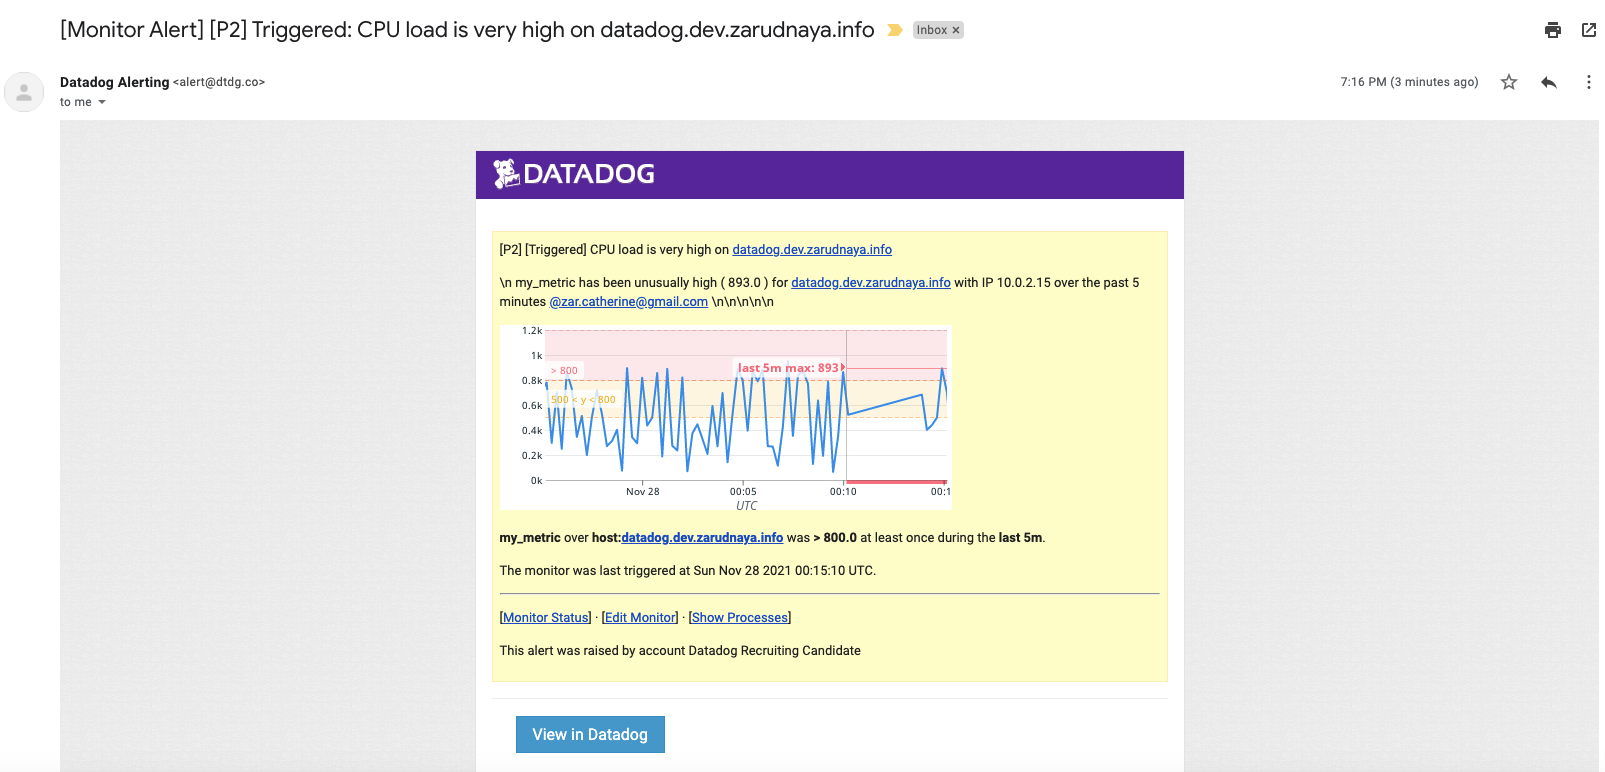 [Monitor Alert] [P2] Triggered: CPU load is very high on datadog.dev.zarudnaya.info
Inbox ×
Datadog Alerting <alert@dtdg.co>
7:16 PM (3 minutes ago)
to me
DATADOG
[P2] [Triggered] CPU load is very high on datadog.dev.zarudnaya.info
\n my_metric has been unusually high ( 893.0 ) for datadog.dev.zarudnaya.info with IP 10.0.2.15 over the past 5
minutes @zar.catherine@gmail.com \n\n\n\n\n
1.2k
1k
last 5m max: 893
> 800
0.8k
500 < y < 800
0.6k
0.4k
0.2k
0k
Nov 28 00:05 00:10 00:1
UTC
my_metric over host:datadog.dev.zarudnaya.info was > 800.0 at least once during the last 5m.
The monitor was last triggered at Sun Nov 28 2021 00:15:10 UTC.
[Monitor Status] · [Edit Monitor] · [Show Processes]
This alert was raised by account Datadog Recruiting Candidate
View in Datadog